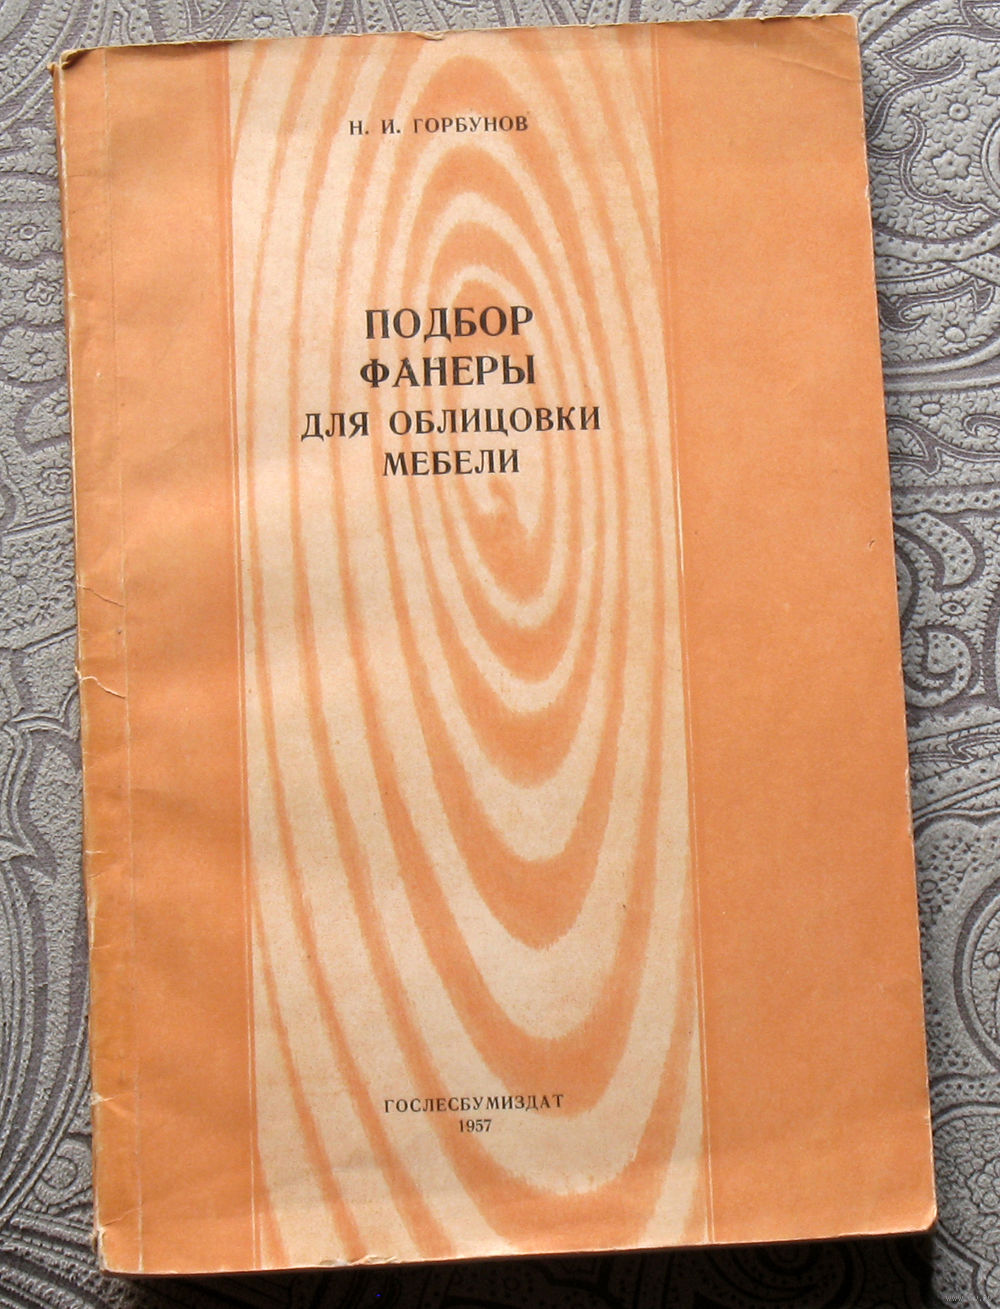 Н. И. ГОРБУНОВ
ПОДБОР
ФАНЕРЫ
ДЛЯ ОБЛИЦОВКИ
МЕБЕЛИ
ГОСЛЕСБУМИЗДАТ
1957